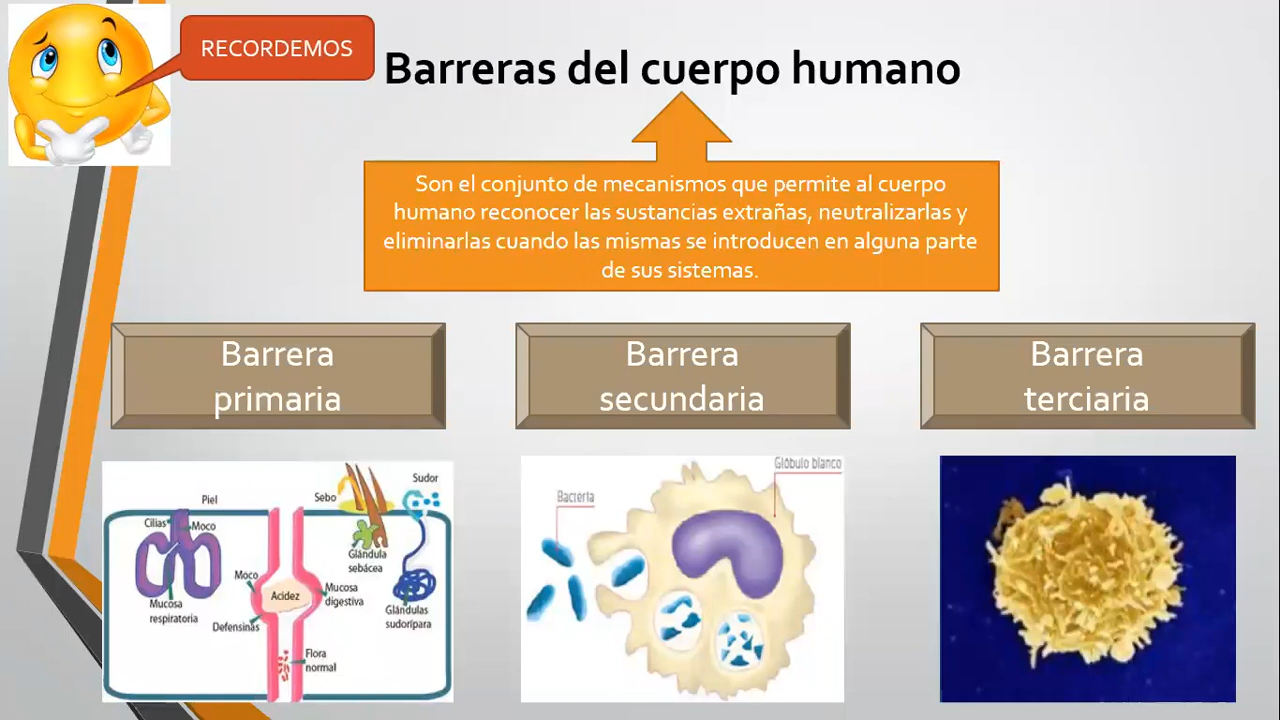 RECORDEMOS
Barreras del cuerpo humano
Son el conjunto de mecanismos que permite al cuerpo
humano reconocer las sustancias extrañas, neutralizarlas y
eliminarlas cuando las mismas se introducen en alguna parte
de sus sistemas.
Barrera
primaria
Barrera
secundaria
Barrera
terciaria
Piel
Sebo
Sudor
Cilias
Moco
Glándula
sebácea
Moco
Acidez
Mucosa
digestiva
Mucosa
respiratoria
Defensinas
Glándulas
sudorípara
Flora
normal
Bacteria
Glóbulo blanco